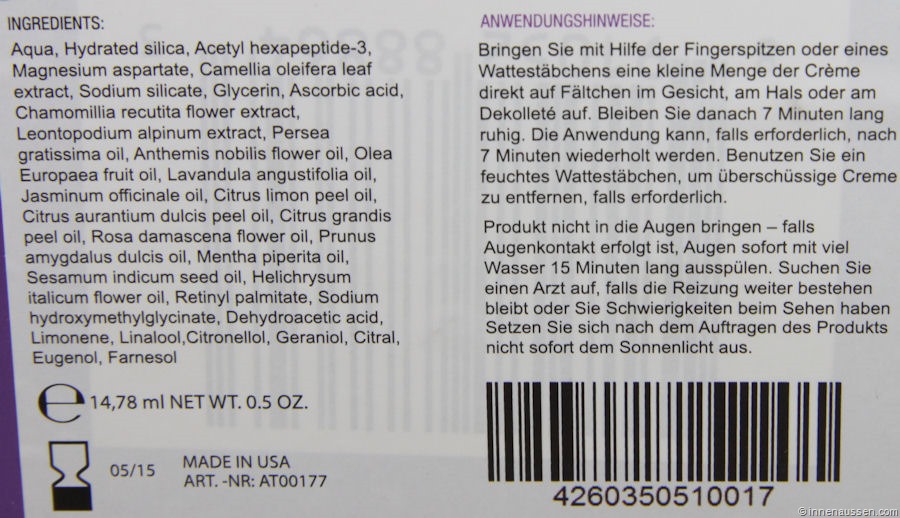 INGREDIENTS:
Aqua, Hydrated silica, Acetyl hexapeptide-3,
Magnesium aspartate, Camellia oleifera leaf
extract, Sodium silicate, Glycerin, Ascorbic acid,
Chamomillia recutita flower extract,
Leontopodium alpinum extract, Persea
gratissima oil, Anthemis nobilis flower oil, Olea
Europaea fruit oil, Lavandula angustifolia oil,
Jasminum officinale oil, Citrus limon peel oil,
Citrus aurantium dulcis peel oil, Citrus grandis
peel oil, Rosa damascena flower oil, Prunus
amygdalus dulcis oil, Mentha piperita oil,
Sesamum indicum seed oil, Helichrysum
italicum flower oil, Retinyl palmitate, Sodium
hydroxymethylglycinate, Dehydroacetic acid,
Limonene, Linalool,Citronellol, Geraniol, Citral,
Eugenol, Farnesol
℮ 14,78 ml NET WT. 0.5 OZ.
05/15
MADE IN USA
ART. -NR: AT00177
ANWENDUNGSHINWEISE:
Bringen Sie mit Hilfe der Fingerspitzen oder eines
Wattestäbchens eine kleine Menge der Crème
direkt auf Fältchen im Gesicht, am Hals oder am
Dekolleté auf. Bleiben Sie danach 7 Minuten lang
ruhig. Die Anwendung kann, falls erforderlich, nach
7 Minuten wiederholt werden. Benutzen Sie ein
feuchtes Wattestäbchen, um überschüssige Creme
zu entfernen, falls erforderlich.
Produkt nicht in die Augen bringen – falls
Augenkontakt erfolgt ist, Augen sofort mit viel
Wasser 15 Minuten lang ausspülen. Suchen Sie
einen Arzt auf, falls die Reizung weiter bestehen
bleibt oder Sie Schwierigkeiten beim Sehen haben
Setzen Sie sich nach dem Auftragen des Produkts
nicht sofort dem Sonnenlicht aus.
4260350510017
© innenaussen.com